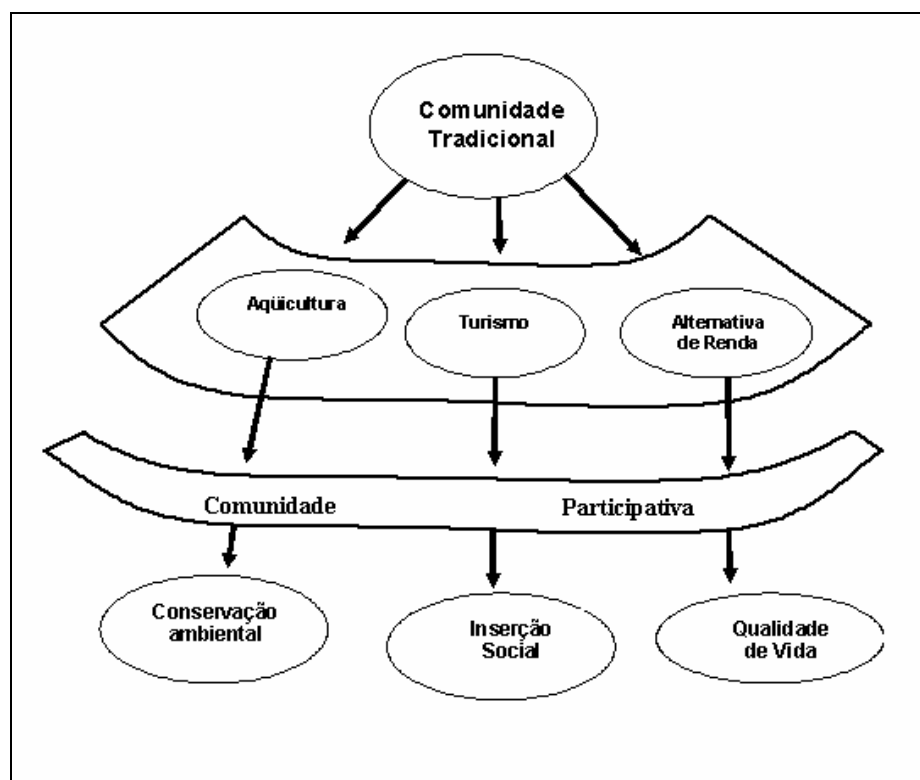 Comunidade
Tradicional
Aqüicultura
Turismo
Alternativa
de Renda
Comunidade Participativa
Conservação
ambiental
Inserção
Social
Qualidade
de Vida